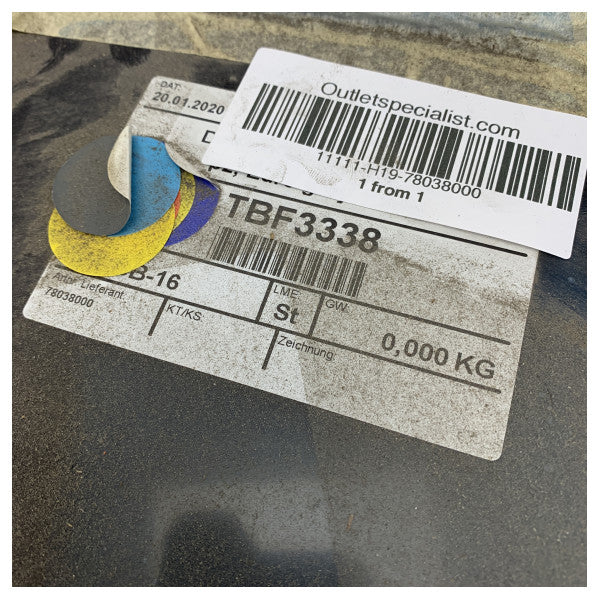 Outletspecialist.com
11111-H19-78038000
1 from 1
DAT:
20.01.2020
TBF3338
B-16
LME:
St
GW:
0,000 KG
Artnr. Lieferant
78038000
KT/KS:
Zeichnung: